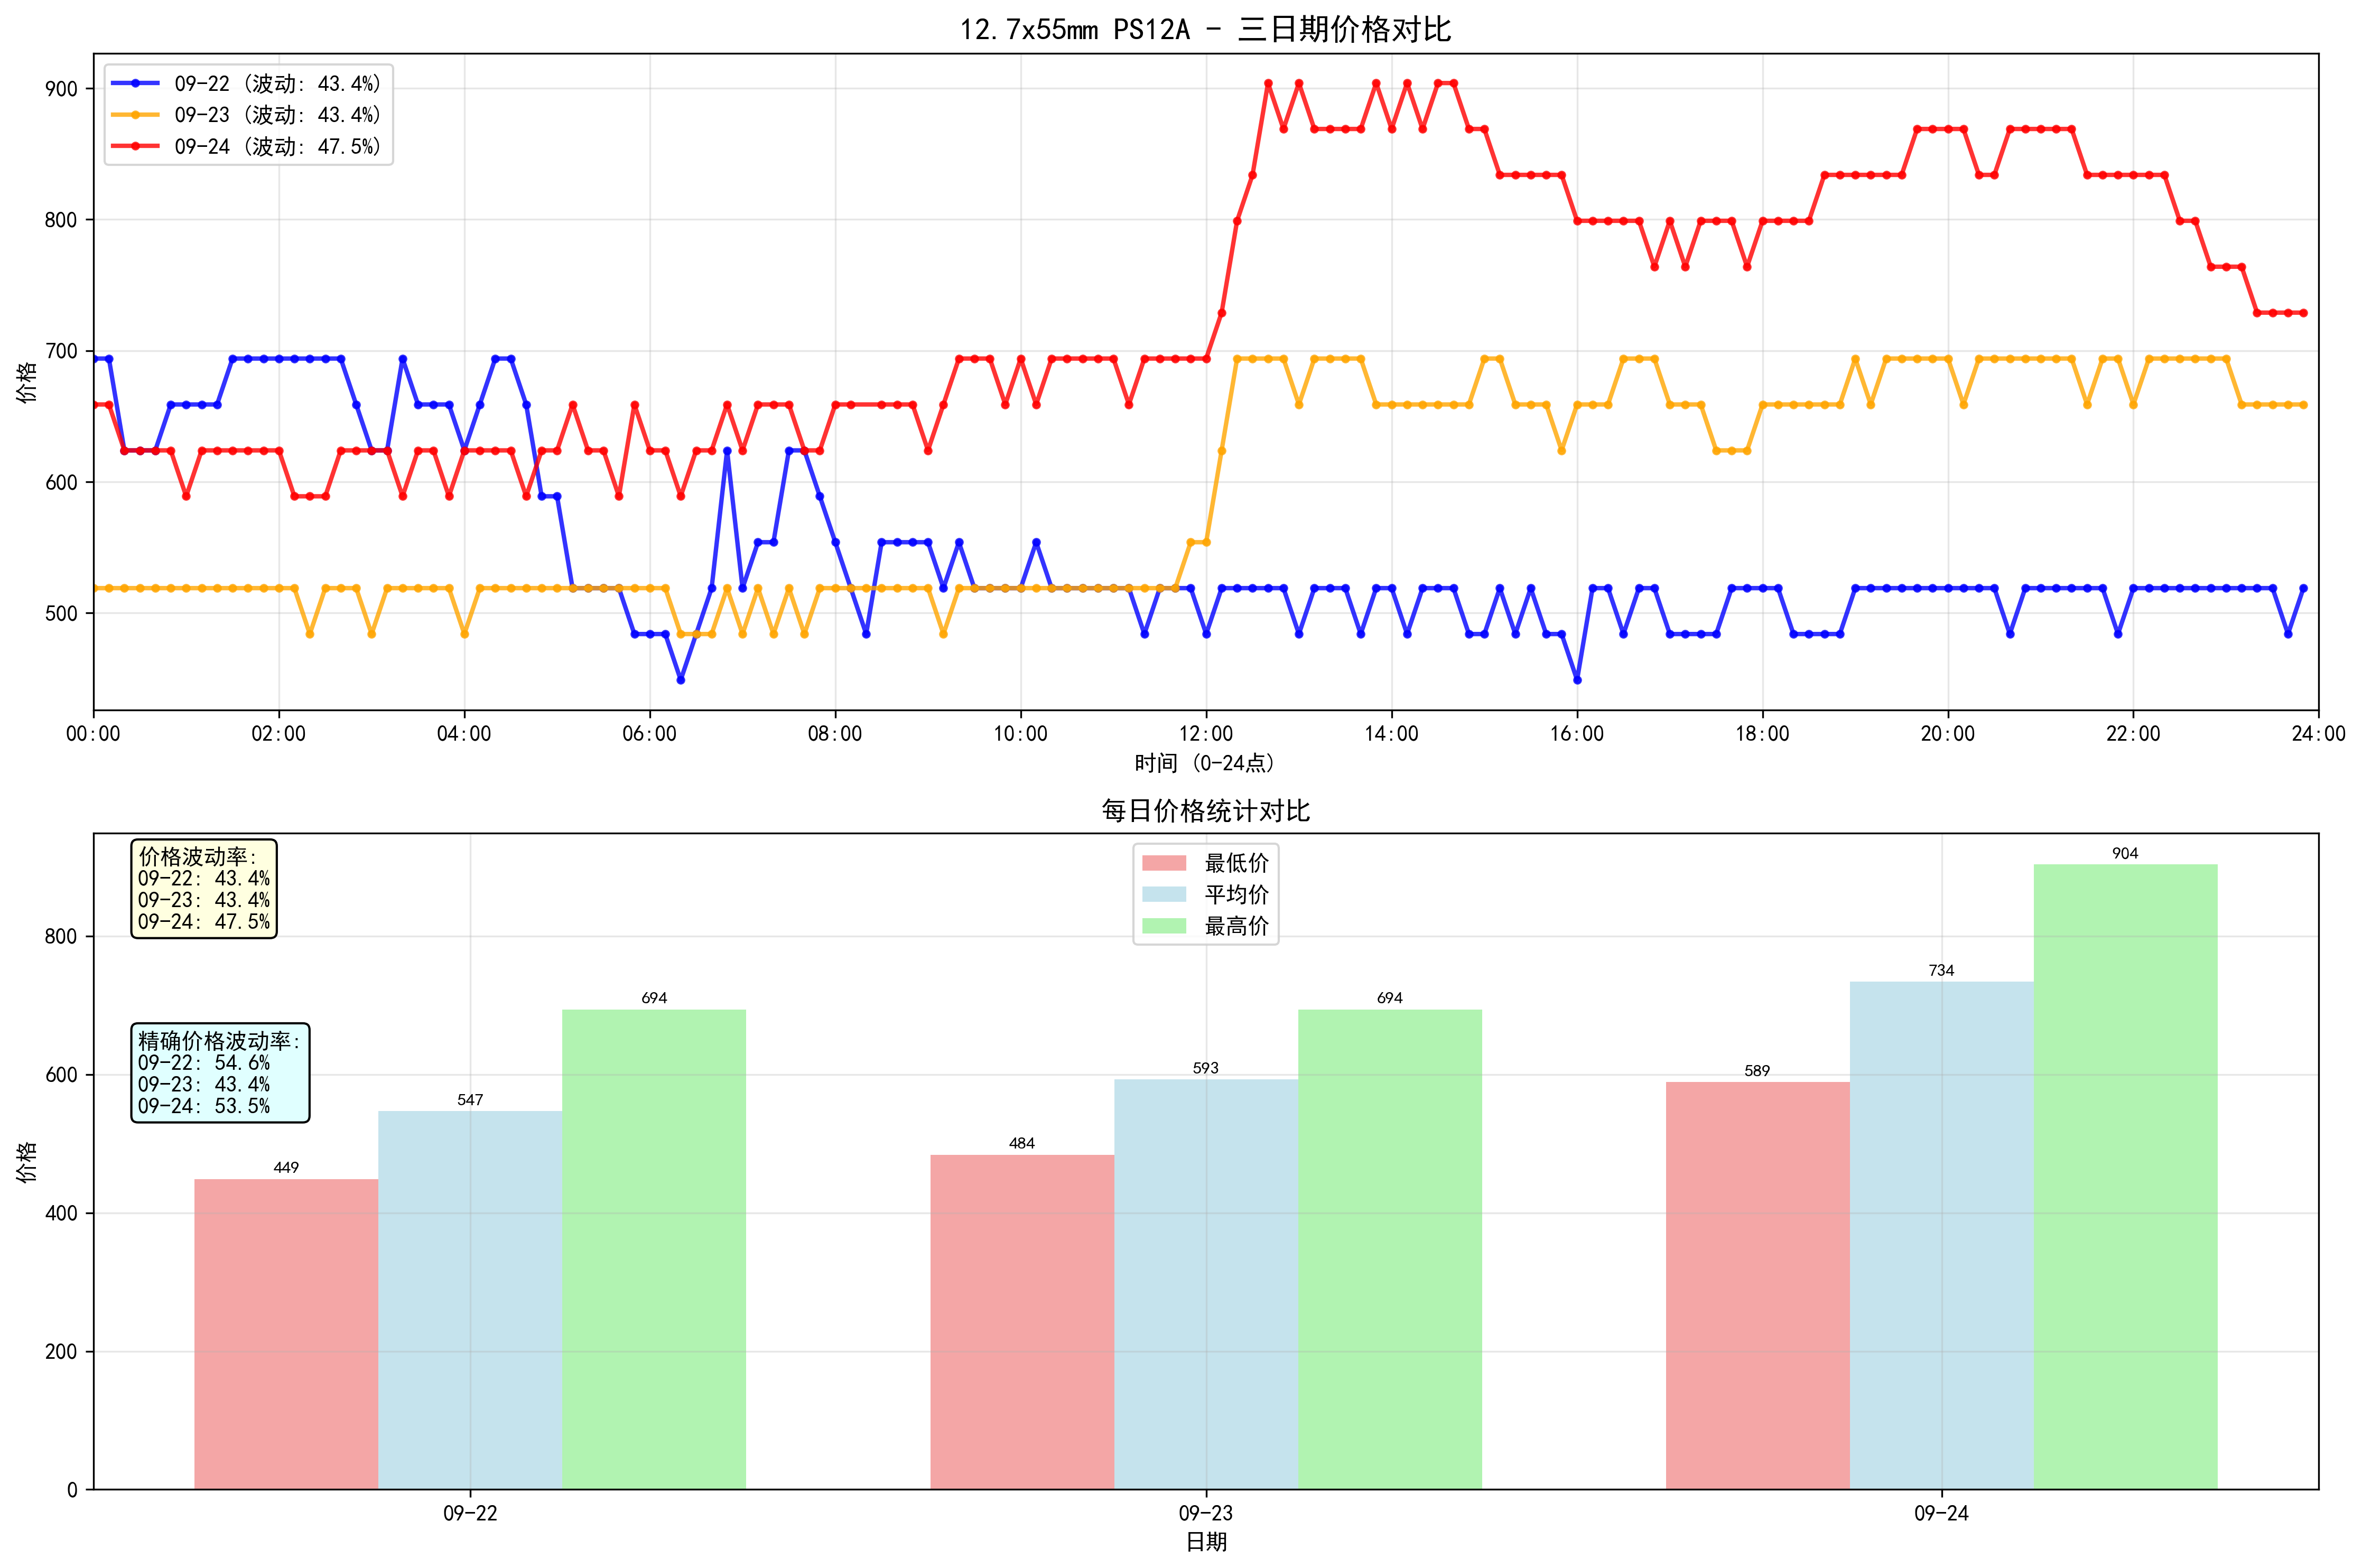 12.7x55mm PS12A - 三日期价格对比
09-22 (波动: 43.4%)
09-23 (波动: 43.4%)
09-24 (波动: 47.5%)
价格
900
800
700
600
500
00:00 02:00 04:00 06:00 08:00 10:00 12:00 14:00 16:00 18:00 20:00 22:00 24:00
时间 (0-24点)
每日价格统计对比
价格波动率:
09-22: 43.4%
09-23: 43.4%
09-24: 47.5%
精确价格波动率:
09-22: 54.6%
09-23: 43.4%
09-24: 53.5%
最低价
平均价
最高价
价格
800
600
400
200
0
449 547 694
484 593 694
589 734 904
09-22 09-23 09-24
日期